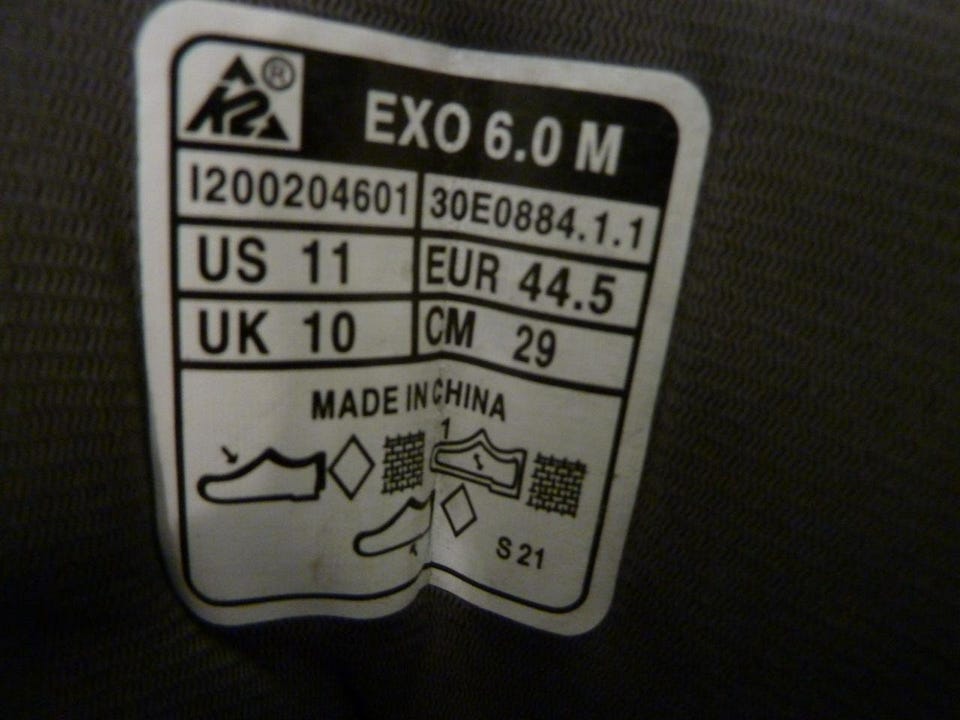 K2 ®
EXO 6.0 M
I200204601 30E0884.1.1
US 11 EUR 44.5
UK 10 CM 29
MADE IN CHINA
1
S 21